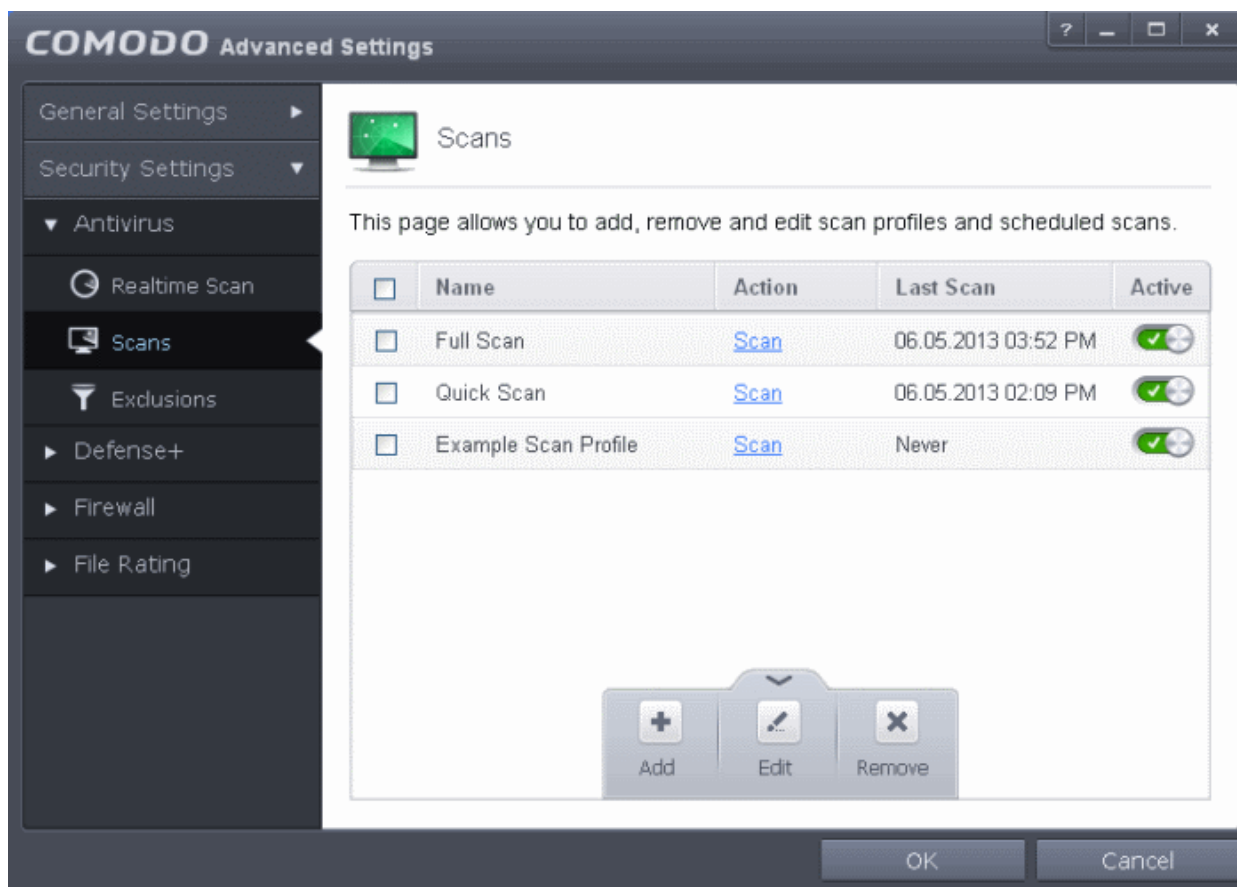 COMODO Advanced Settings
?
General Settings
Security Settings
Antivirus
Realtime Scan
Scans
Exclusions
Defense+
Firewall
File Rating
Scans
This page allows you to add, remove and edit scan profiles and scheduled scans.
Name Action Last Scan Active
Full Scan Scan 06.05.2013 03:52 PM
Quick Scan Scan 06.05.2013 02:09 PM
Example Scan Profile Scan Never
Add Edit Remove
OK Cancel